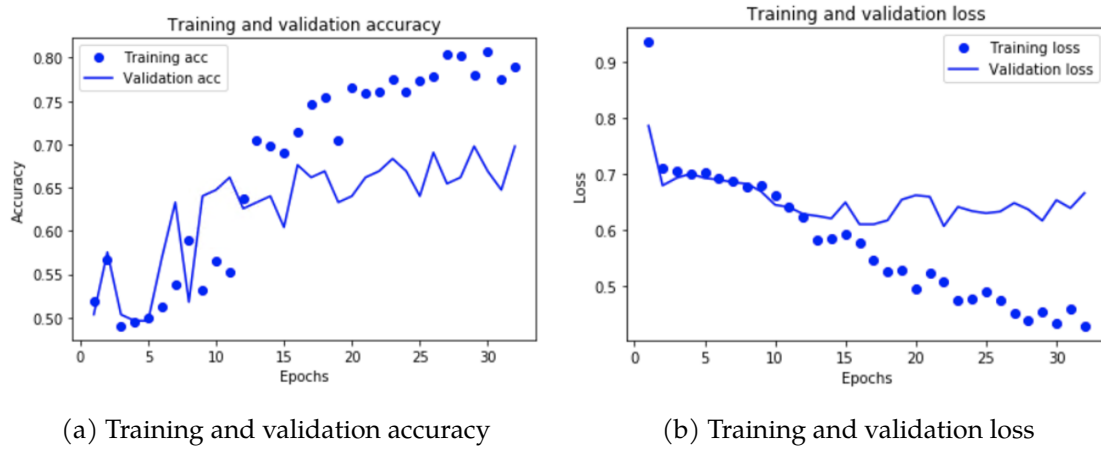 Training and validation accuracy
Training acc
Validation acc
0.80
0.75
0.70
0.65
0.60
0.55
0.50
Accuracy
0 5 10 15 20 25 30
Epochs
(a) Training and validation accuracy
Training and validation loss
Training loss
Validation loss
0.9
0.8
0.7
0.6
0.5
Loss
0 5 10 15 20 25 30
Epochs
(b) Training and validation loss